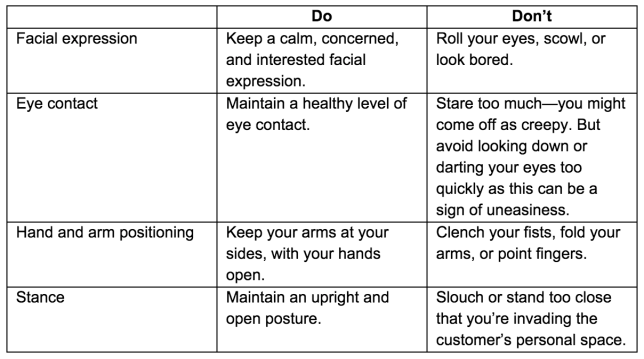 Do Don't
Facial expression Keep a calm, concerned, Roll your eyes, scowl, or
and interested facial look bored.
expression.
Eye contact Maintain a healthy level of Stare too much—you might
eye contact. come off as creepy. But
avoid looking down or
darting your eyes too
quickly as this can be a
sign of uneasiness.
Hand and arm positioning Keep your arms at your Clench your fists, fold your
sides, with your hands arms, or point fingers.
open.
Stance Maintain an upright and Slouch or stand too close
open posture. that you're invading the
customer's personal space.